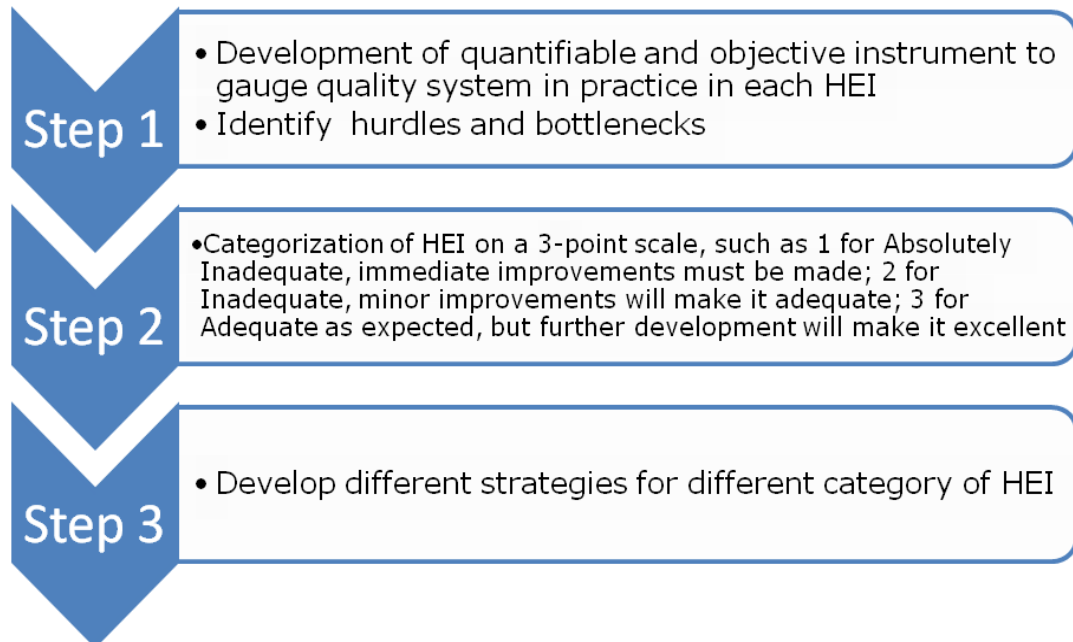 Step 1
• Development of quantifiable and objective instrument to
gauge quality system in practice in each HEI
• Identify hurdles and bottlenecks
Step 2
•Categorization of HEI on a 3-point scale, such as 1 for Absolutely
Inadequate, immediate improvements must be made; 2 for
Inadequate, minor improvements will make it adequate; 3 for
Adequate as expected, but further development will make it excellent
Step 3
• Develop different strategies for different category of HEI